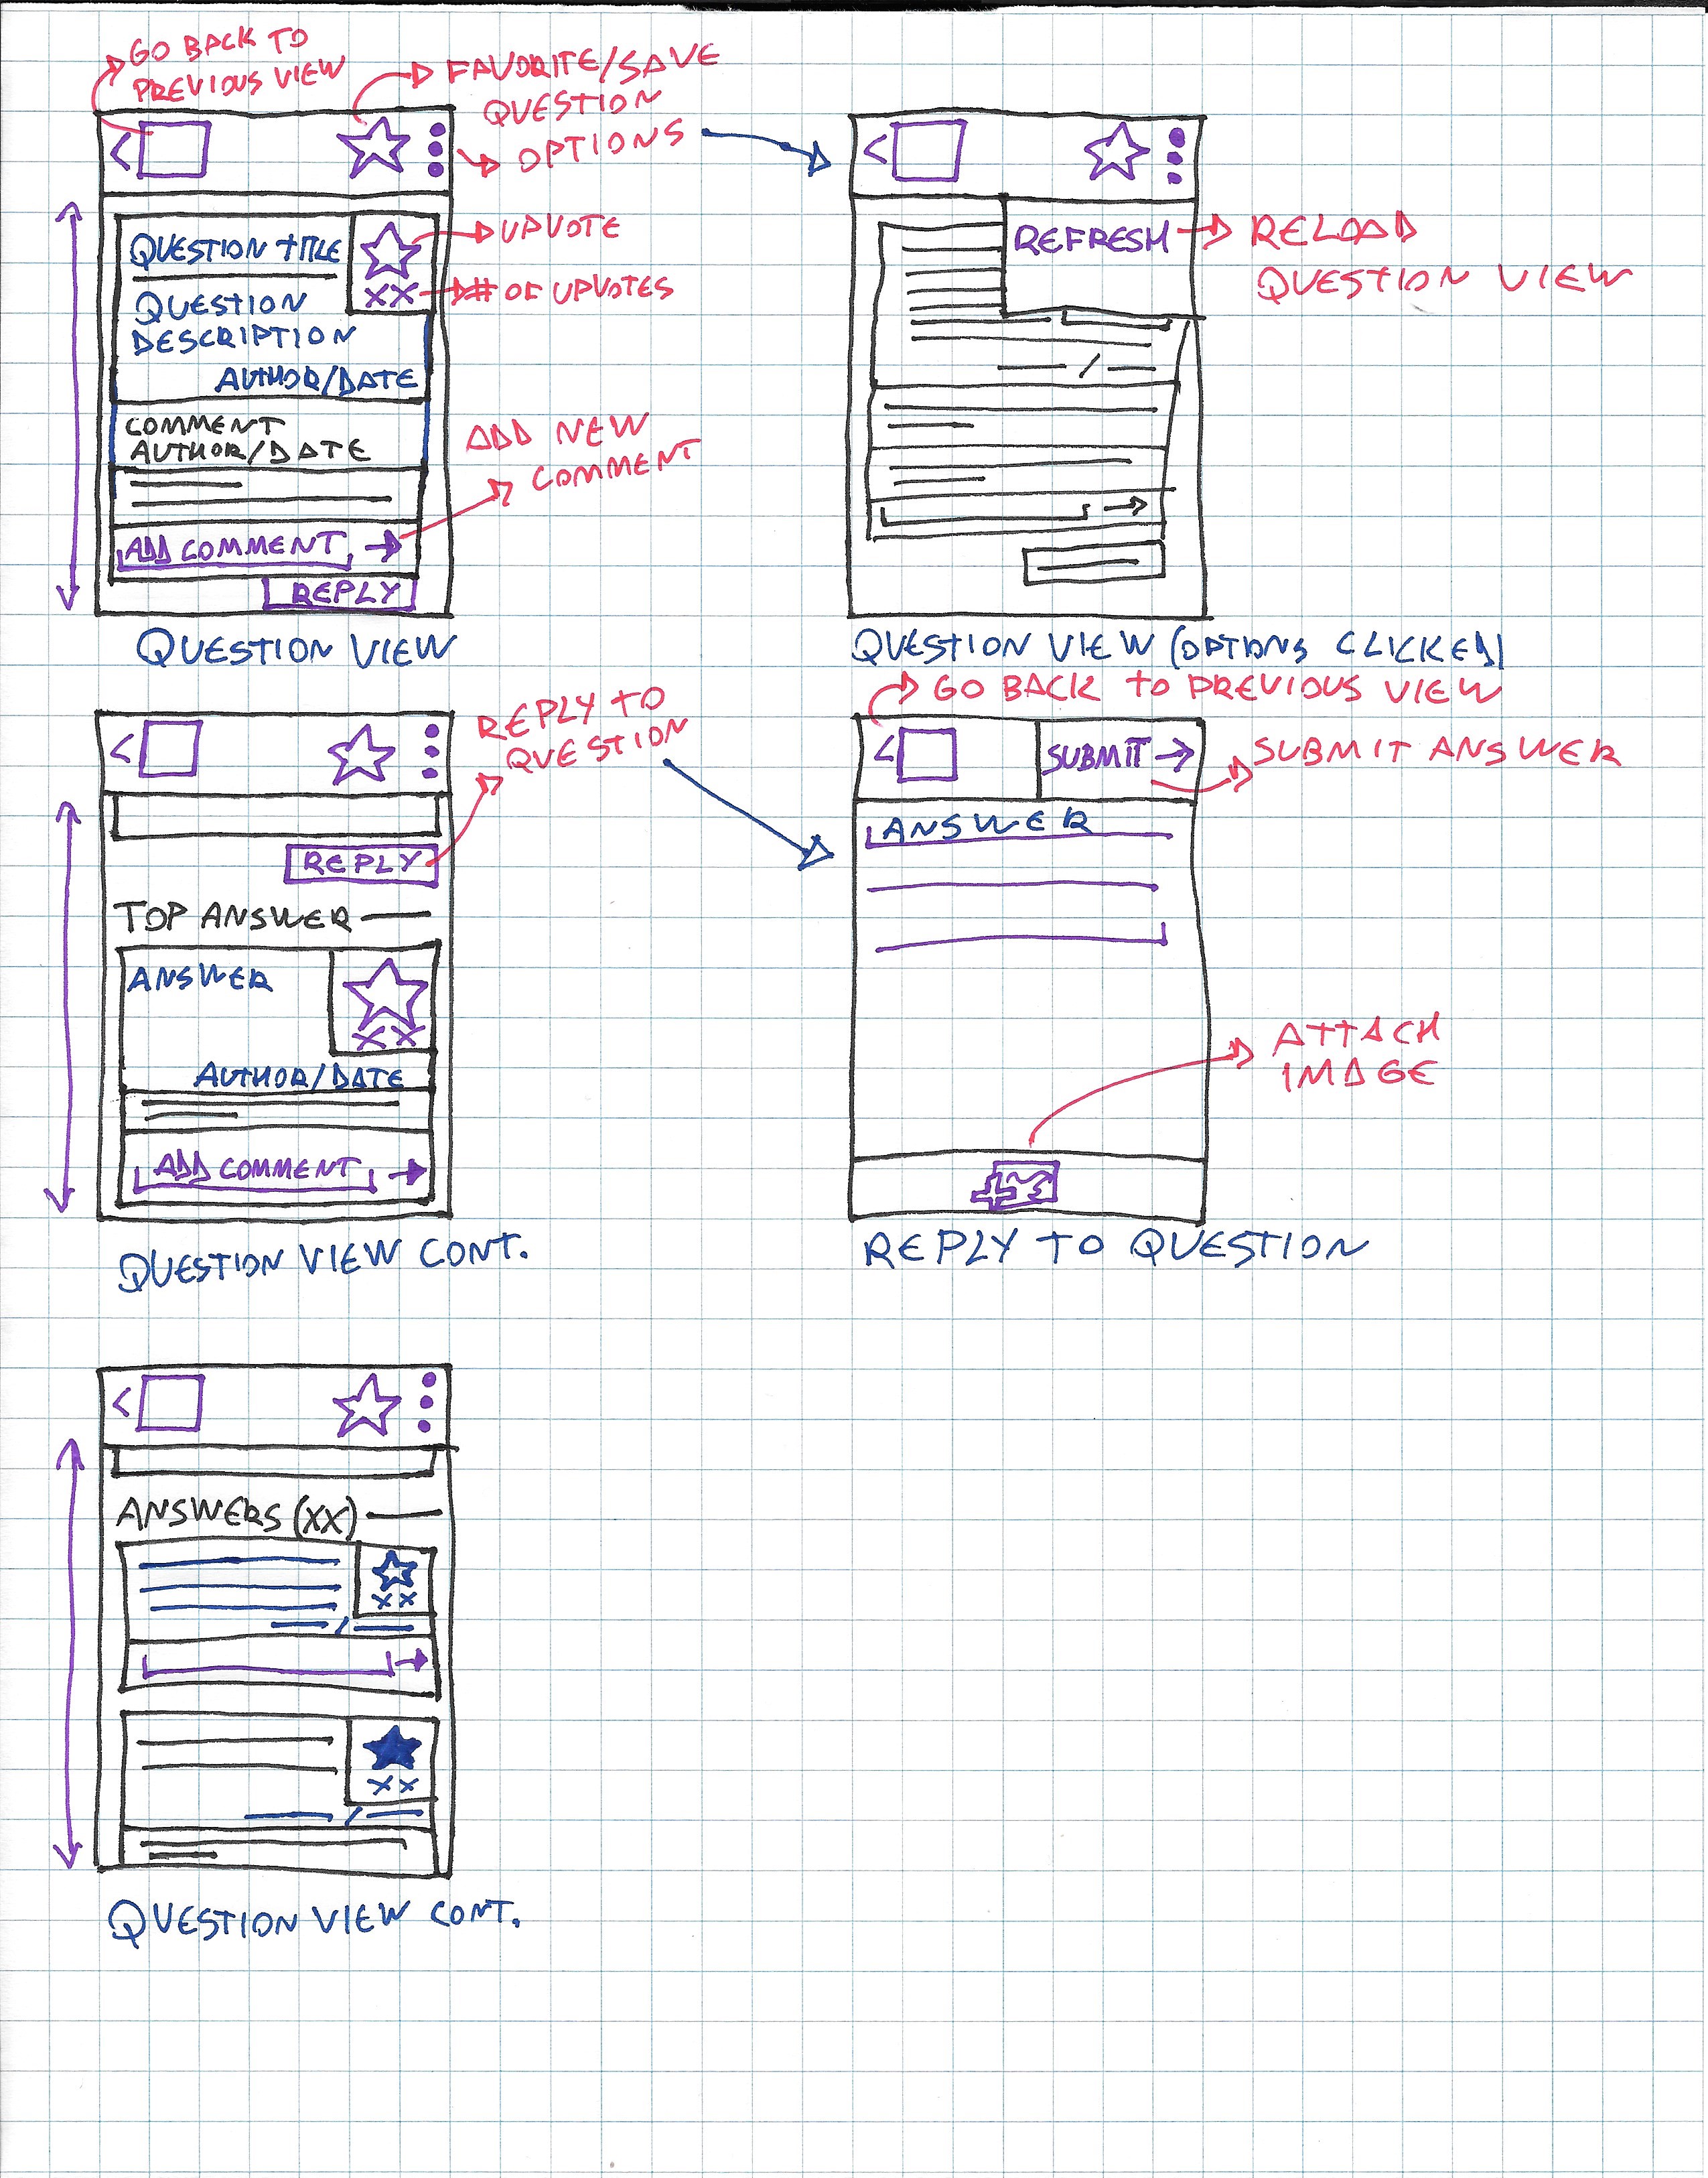 GO BACK TO
PREVIOUS VIEW
FAVORITE/SAVE
QUESTION
OPTIONS
QUESTION TITLE
QUESTION
DESCRIPTION
AUTHOR/DATE
XX
UPVOTE
# OF UPVOTES
COMMENT
AUTHOR/DATE
ADD COMMENT
ADD NEW
COMMENT
REPLY
QUESTION VIEW
REFRESH
RELOAD
QUESTION VIEW
QUESTION VIEW (OPTIONS CLICKED)
REPLY TO
QUESTION
REPLY
TOP ANSWER
ANSWER
XX
AUTHOR/DATE
ADD COMMENT
QUESTION VIEW CONT.
GO BACK TO PREVIOUS VIEW
SUBMIT
SUBMIT ANSWER
ANSWER
ATTACH
IMAGE
REPLY TO QUESTION
ANSWERS (XX)
XX
/
XX
/
QUESTION VIEW CONT.